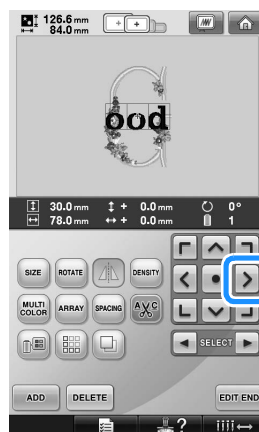 126.6 mm
84.0 mm
ood
30.0 mm + 0.0 mm 0°
78.0 mm + 0.0 mm 1
SIZE ROTATE DENSITY
MULTI COLOR ARRAY SPACING A C
SELECT
ADD DELETE EDIT END
?